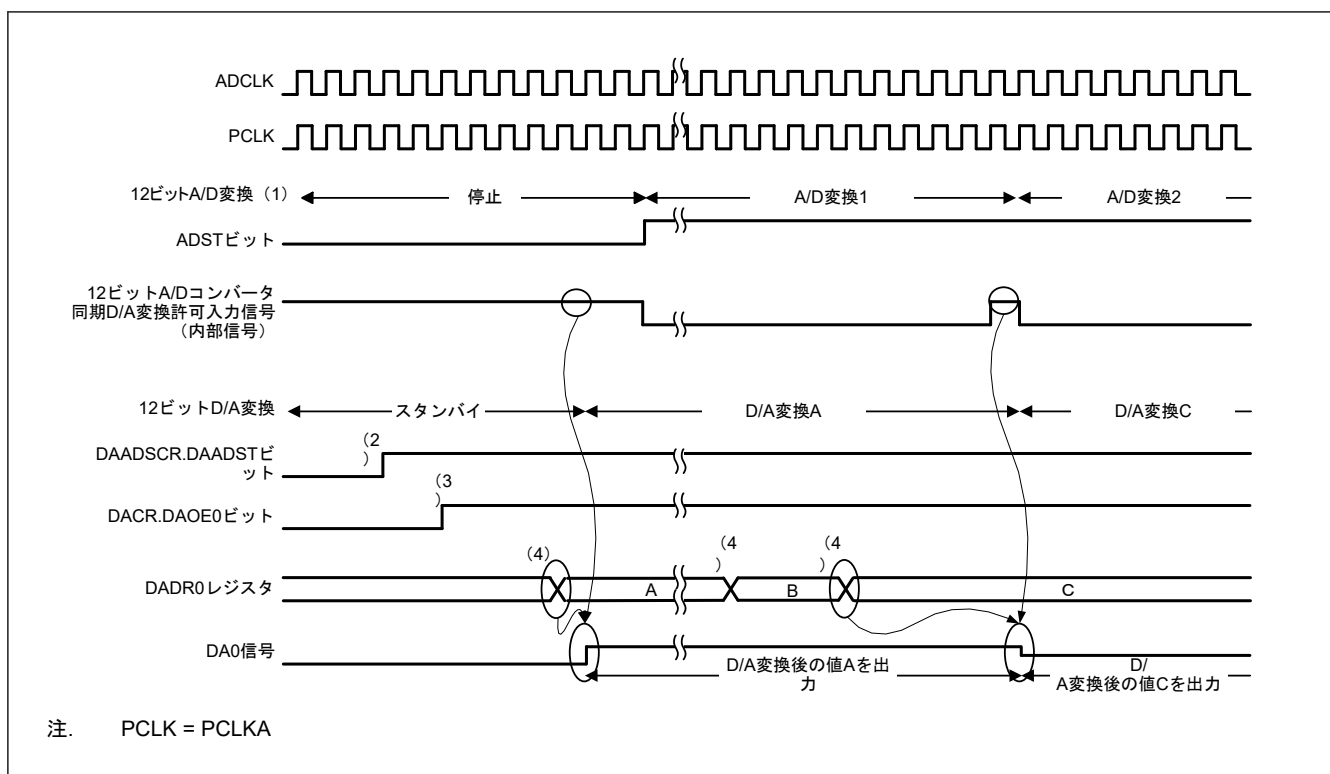 ADCLK
PCLK
12ビットA/D変換（1）
停止
A/D変換1
A/D変換2
ADSTビット
12ビットA/Dコンバータ
同期D/A変換許可入力信号
（内部信号）
12ビットD/A変換
スタンバイ
D/A変換A
D/A変換C
DAADSCR.DAADSTビ
ット
（2
）
DACR.DAOE0ビット
（3
）
DADR0レジスタ
（4）
A
（4
）
B
（4
）
C
DA0信号
D/A変換後の値Aを出
力
D/
A変換後の値Cを出力
注. PCLK = PCLKA